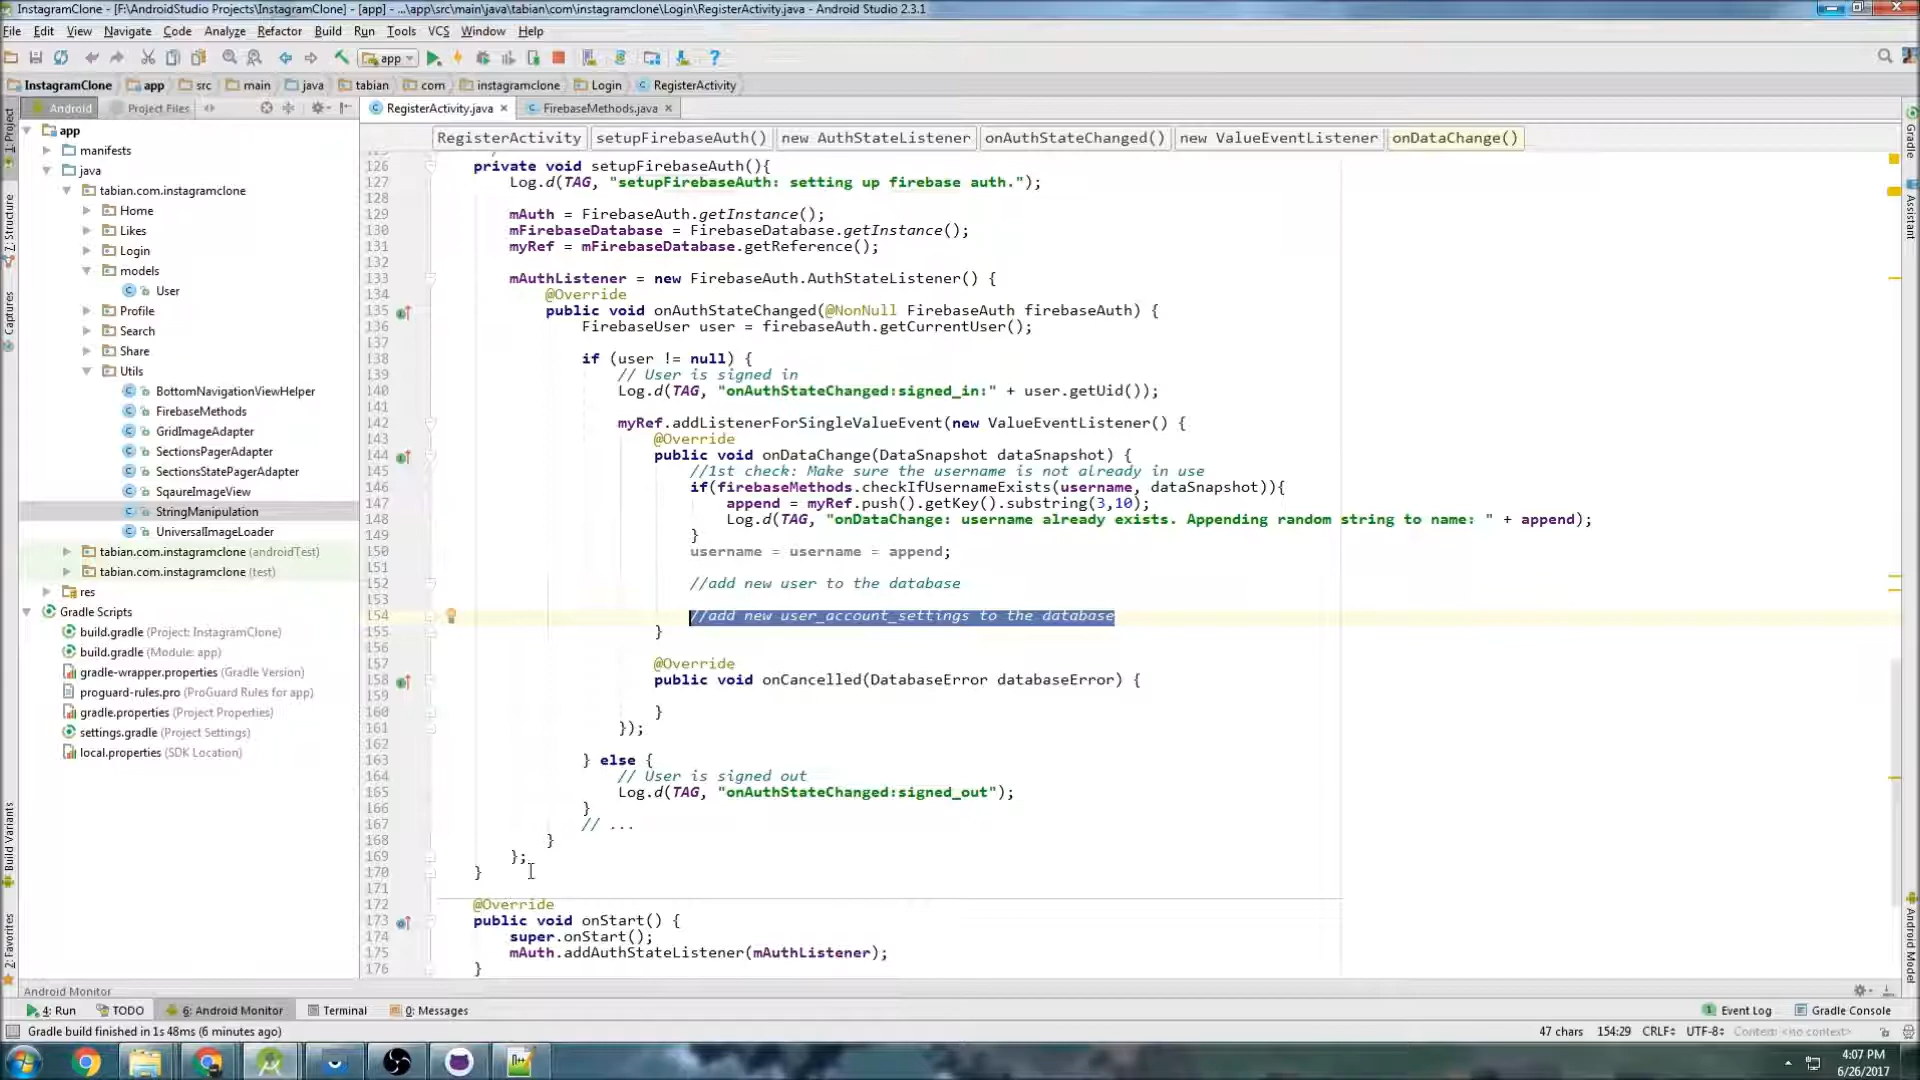 InstagramClone - [F:\AndroidStudio Projects\InstagramClone] - [app] - ...\app\src\main\java\tabian\com\instagramclone\Login\RegisterActivity.java - Android Studio 2.3.1
File Edit View Navigate Code Analyze Refactor Build Run Tools VCS Window Help
app
InstagramClone app src main java tabian com instagramclone Login RegisterActivity
Android Project Files RegisterActivity.java FirebaseMethods.java
RegisterActivity setupFirebaseAuth() new AuthStateListener onAuthStateChanged() new ValueEventListener onDataChange()
1: Project
Z: Structure
Captures
Build Variants
2: Favorites
app
manifests
java
tabian.com.instagramclone
Home
Likes
Login
models
User
Profile
Search
Share
Utils
BottomNavigationViewHelper
FirebaseMethods
GridImageAdapter
SectionsPagerAdapter
SectionsStatePagerAdapter
SqaureImageView
StringManipulation
UniversalImageLoader
tabian.com.instagramclone (androidTest)
tabian.com.instagramclone (test)
res
Gradle Scripts
build.gradle (Project: InstagramClone)
build.gradle (Module: app)
gradle-wrapper.properties (Gradle Version)
proguard-rules.pro (ProGuard Rules for app)
gradle.properties (Project Properties)
settings.gradle (Project Settings)
local.properties (SDK Location)
126 private void setupFirebaseAuth(){
127 Log.d(TAG, "setupFirebaseAuth: setting up firebase auth.");
128
129 mAuth = FirebaseAuth.getInstance();
130 mFirebaseDatabase = FirebaseDatabase.getInstance();
131 myRef = mFirebaseDatabase.getReference();
132
133 mAuthListener = new FirebaseAuth.AuthStateListener() {
134 @Override
135 public void onAuthStateChanged(@NonNull FirebaseAuth firebaseAuth) {
136 FirebaseUser user = firebaseAuth.getCurrentUser();
137
138 if (user != null) {
139 // User is signed in
140 Log.d(TAG, "onAuthStateChanged:signed_in:" + user.getUid());
141
142 myRef.addListenerForSingleValueEvent(new ValueEventListener() {
143 @Override
144 public void onDataChange(DataSnapshot dataSnapshot) {
145 //1st check: Make sure the username is not already in use
146 if(firebaseMethods.checkIfUsernameExists(username, dataSnapshot)){
147 append = myRef.push().getKey().substring(3,10);
148 Log.d(TAG, "onDataChange: username already exists. Appending random string to name: " + append);
149 }
150 username = username = append;
151
152 //add new user to the database
153
154 //add new user_account_settings to the database
155 }
156
157 @Override
158 public void onCancelled(DatabaseError databaseError) {
159
160 }
161 });
162
163 } else {
164 // User is signed out
165 Log.d(TAG, "onAuthStateChanged:signed_out");
166 }
167 // ...
168 }
169 };
170 }
171
172 @Override
173 public void onStart() {
174 super.onStart();
175 mAuth.addAuthStateListener(mAuthListener);
176 }
Gradle
Assistant
Android Model
Android Monitor
4: Run TODO 6: Android Monitor Terminal 0: Messages Event Log Gradle Console
Gradle build finished in 1s 48ms (6 minutes ago) 47 chars 154:29 CRLF÷ UTF-8÷ Context: <no context>
4:07 PM
6/26/2017